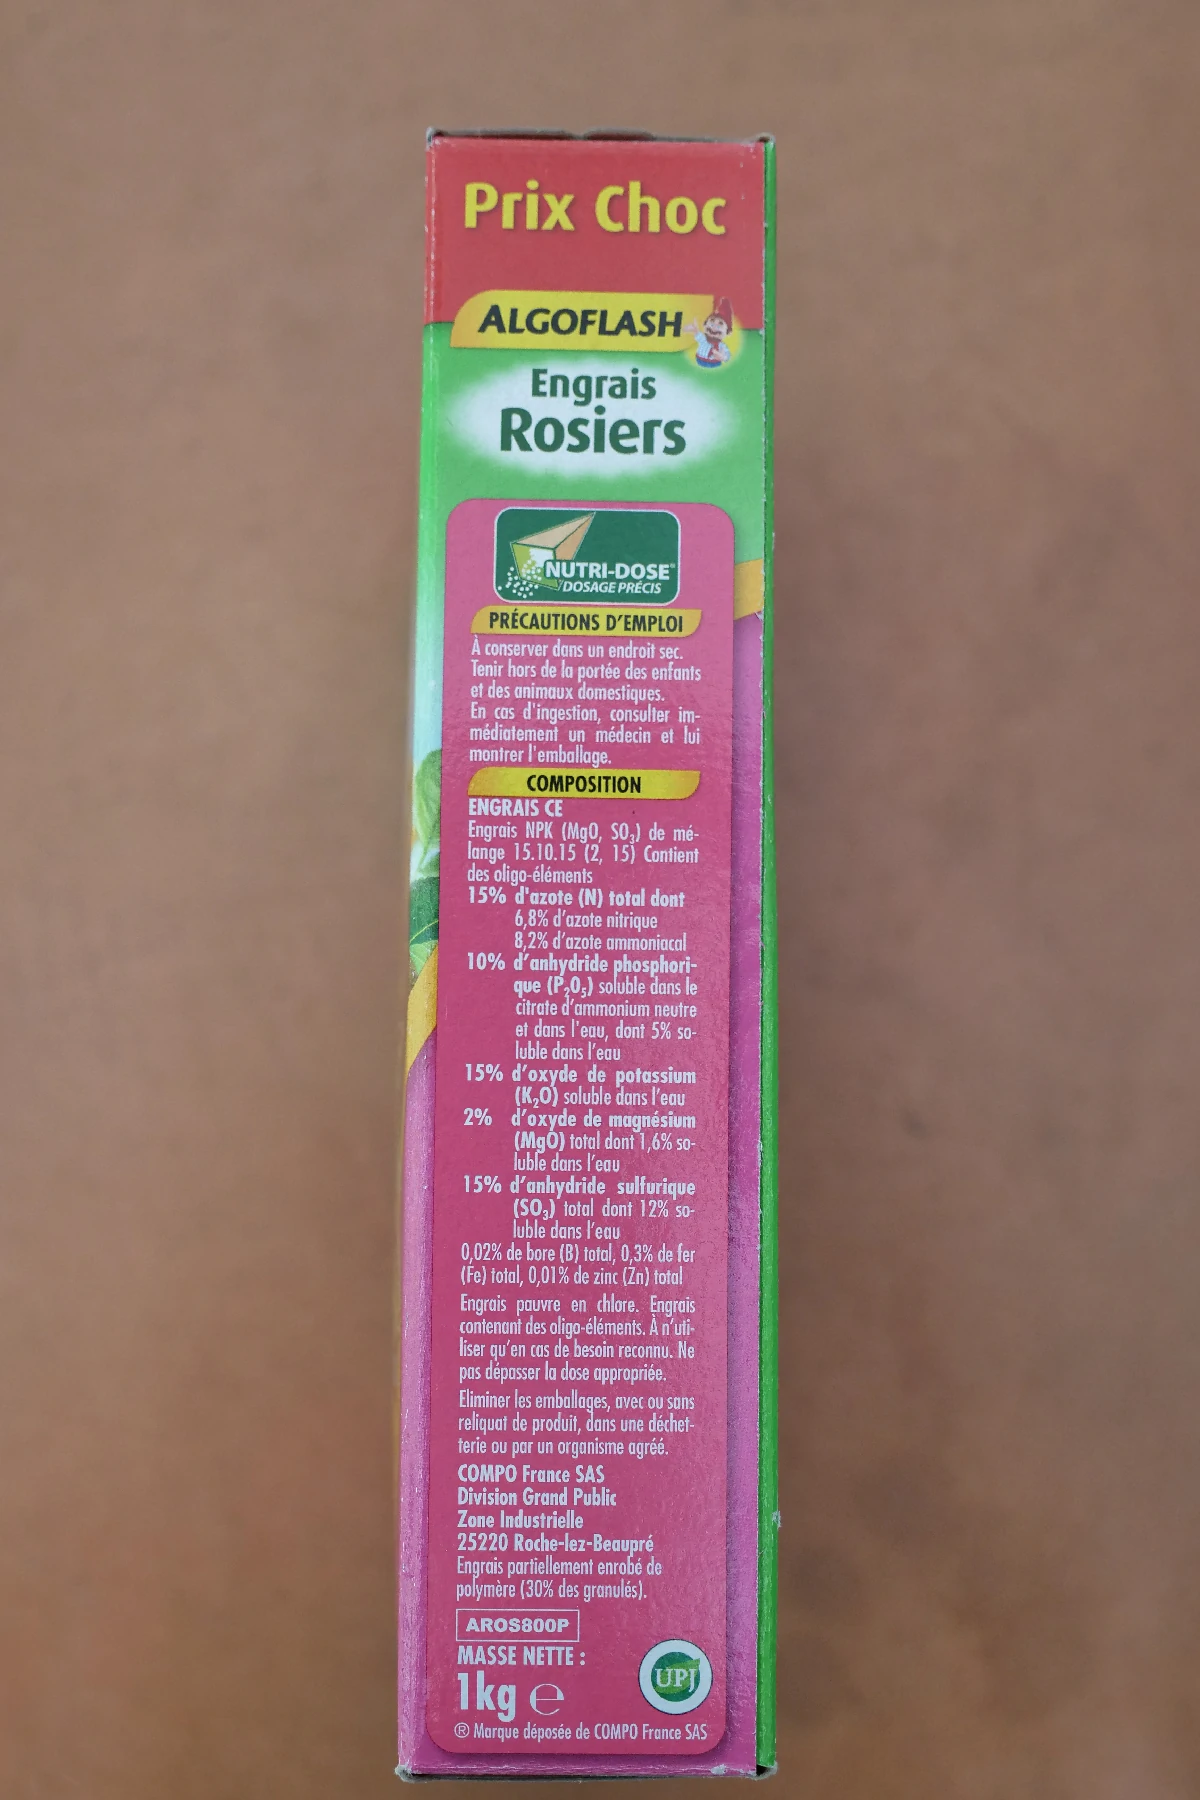 Prix Choc
ALGOFLASH
Engrais
Rosiers
NUTRI-DOSE®
DOSAGE PRÉCIS
PRÉCAUTIONS D'EMPLOI
À conserver dans un endroit sec.
Tenir hors de la portée des enfants
et des animaux domestiques.
En cas d'ingestion, consulter im-
médiatement un médecin et lui
montrer l'emballage.
COMPOSITION
ENGRAIS CE
Engrais NPK (MgO, SO₃) de mé-
lange 15.10.15 (2, 15) Contient
des oligo-éléments
15% d'azote (N) total dont
6,8% d'azote nitrique
8,2% d'azote ammoniacal
10% d'anhydride phosphori-
que (P₂O₅) soluble dans le
citrate d'ammonium neutre
et dans l'eau, dont 5% so-
luble dans l'eau
15% d'oxyde de potassium
(K₂O) soluble dans l'eau
2% d'oxyde de magnésium
(MgO) total dont 1,6% so-
luble dans l'eau
15% d'anhydride sulfurique
(SO₃) total dont 12% so-
luble dans l'eau
0,02% de bore (B) total, 0,3% de fer
(Fe) total, 0,01% de zinc (Zn) total
Engrais pauvre en chlore. Engrais
contenant des oligo-éléments. À n'uti-
liser qu'en cas de besoin reconnu. Ne
pas dépasser la dose appropriée.
Eliminer les emballages, avec ou sans
reliquat de produit, dans une déchet-
terie ou par un organisme agréé.
COMPO France SAS
Division Grand Public
Zone Industrielle
25220 Roche-lez-Beaupré
Engrais partiellement enrobé de
polymère (30% des granulés).
AROS800P
MASSE NETTE :
1kg ℮
UPJ
® Marque déposée de COMPO France SAS